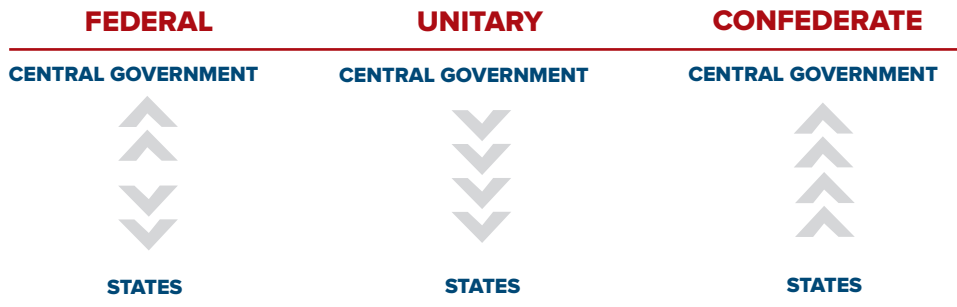 FEDERAL
UNITARY
CONFEDERATE
CENTRAL GOVERNMENT
CENTRAL GOVERNMENT
CENTRAL GOVERNMENT
STATES
STATES
STATES